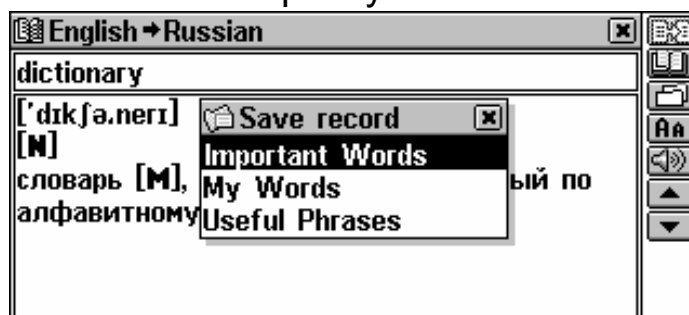 English → Russian
dictionary
['dɪkʃə,nerɪ]
[N]
словарь [M], ый по
алфавитному
Save record
Important Words
My Words
Useful Phrases
Aa